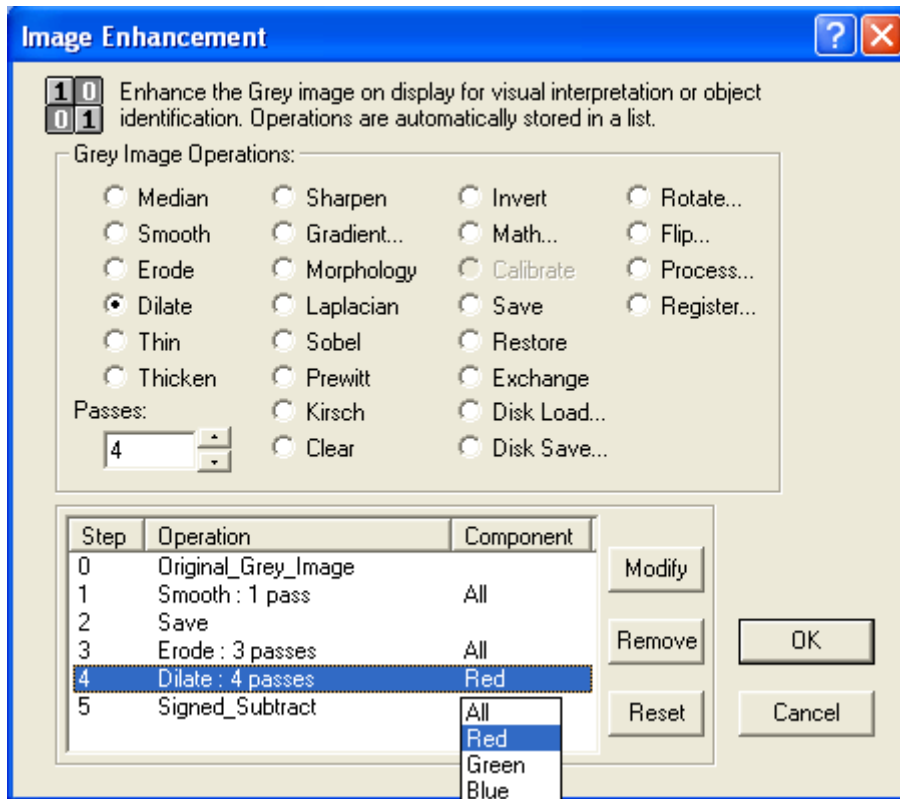 Image Enhancement
1 0
0 1
Enhance the Grey image on display for visual interpretation or object
identification. Operations are automatically stored in a list.
Grey Image Operations:
Median Sharpen Invert Rotate...
Smooth Gradient... Math... Flip...
Erode Morphology Calibrate Process...
Dilate Laplacian Save Register...
Thin Sobel Restore
Thicken Prewitt Exchange
Passes: Kirsch Disk Load...
4 Clear Disk Save...
Step Operation Component
0 Original_Grey_Image
1 Smooth : 1 pass All
2 Save
3 Erode : 3 passes All
4 Dilate : 4 passes Red
5 Signed_Subtract
All
Red
Green
Blue
Modify
Remove
Reset
OK
Cancel